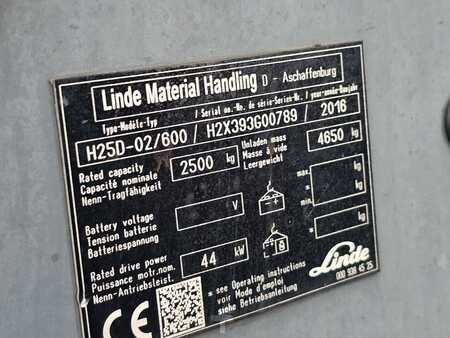 Linde Material Handling D - Aschaffenburg
Type-Modèle-Typ / Serial no.-No. de série-Serien-Nr. / year-année-Baujahr
H25D-02/600 / H2X393G00789 / 2016
Rated capacity
Capacité nominale
Nenn-Tragfähigkeit
2500 kg
Unladen mass
Masse à vide
Leergewicht
4650 kg
Battery voltage
Tension batterie
Batteriespannung
V
max kg
min kg
Rated drive power
Puissance motr.nom.
Nenn-Antriebsleist.
44 kW
kg
= see Operating instructions
voir Mode d'emploi
siehe Betriebsanleitung
CE
Linde
000 938 45 25